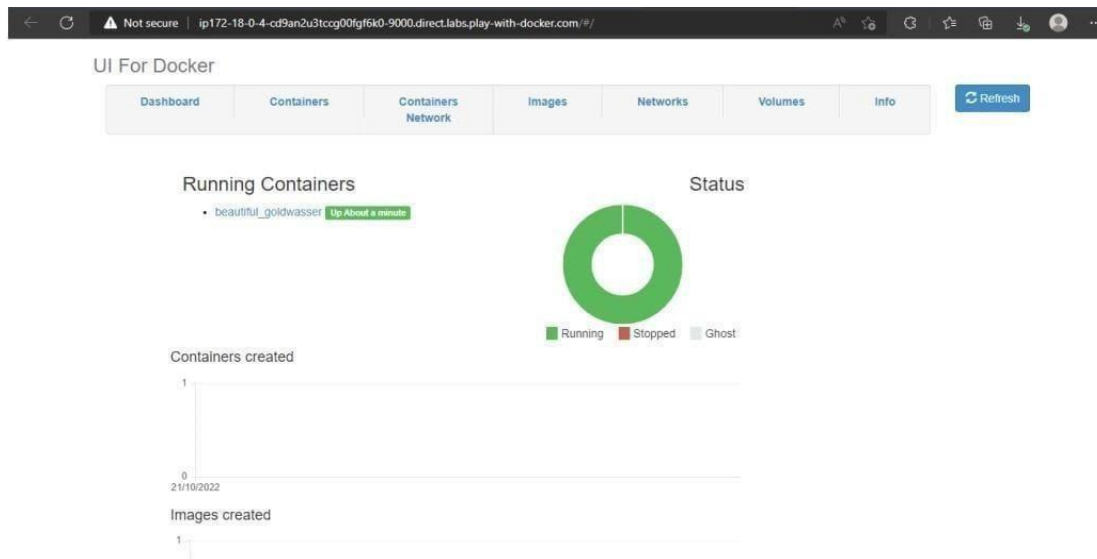 Not secure ip172-18-0-4-cd9an2u3tccg00fgf6k0-9000.direct.labs.play-with-docker.com/#/
UI For Docker
Dashboard Containers Containers Network Images Networks Volumes Info Refresh
Running Containers
beautiful_goldwasser Up About a minute
Status
Running Stopped Ghost
Containers created
1
0
21/10/2022
Images created
1